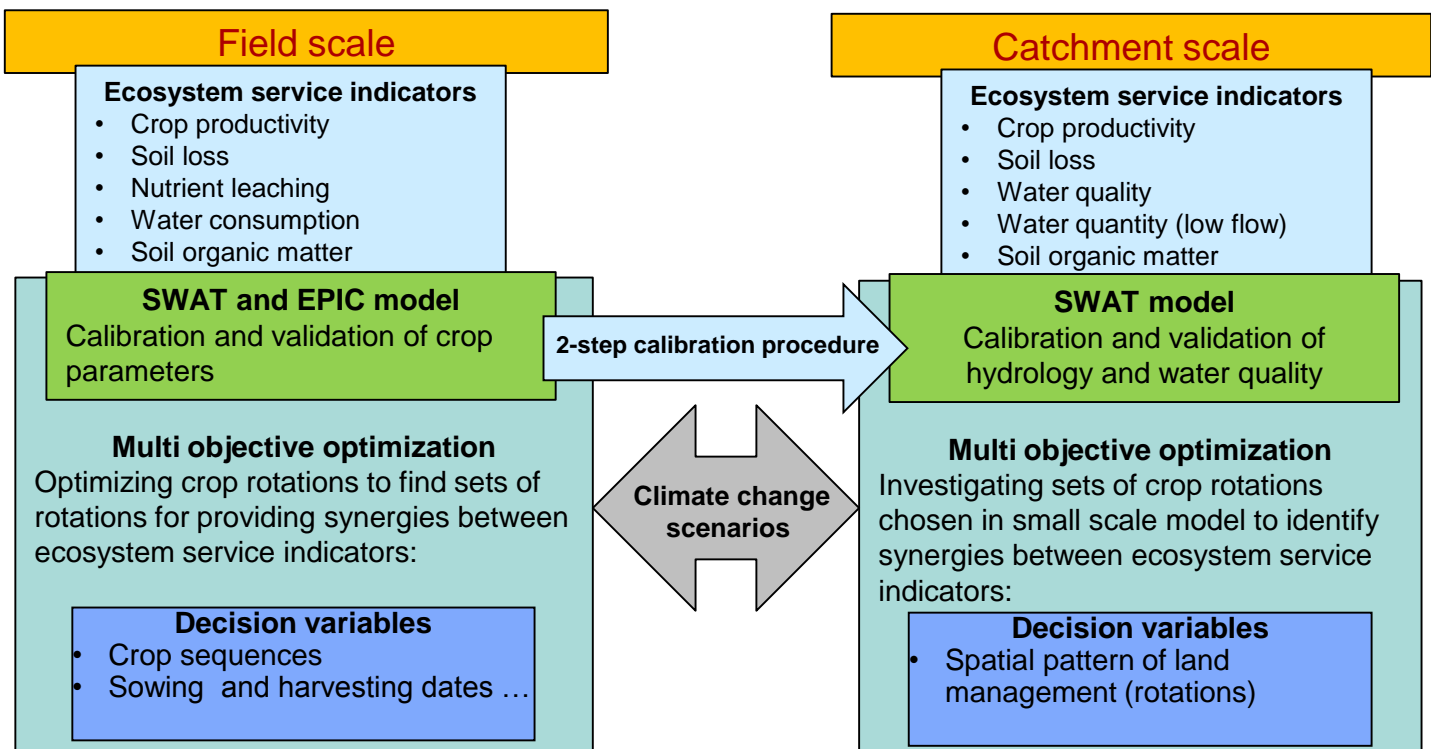 Field scale
Ecosystem service indicators
• Crop productivity
• Soil loss
• Nutrient leaching
• Water consumption
• Soil organic matter
SWAT and EPIC model
Calibration and validation of crop
parameters
Multi objective optimization
Optimizing crop rotations to find sets of
rotations for providing synergies between
ecosystem service indicators:
Decision variables
• Crop sequences
• Sowing and harvesting dates …
2-step calibration procedure
Climate change
scenarios
Catchment scale
Ecosystem service indicators
• Crop productivity
• Soil loss
• Water quality
• Water quantity (low flow)
• Soil organic matter
SWAT model
Calibration and validation of
hydrology and water quality
Multi objective optimization
Investigating sets of crop rotations
chosen in small scale model to identify
synergies between ecosystem service
indicators:
Decision variables
• Spatial pattern of land
management (rotations)